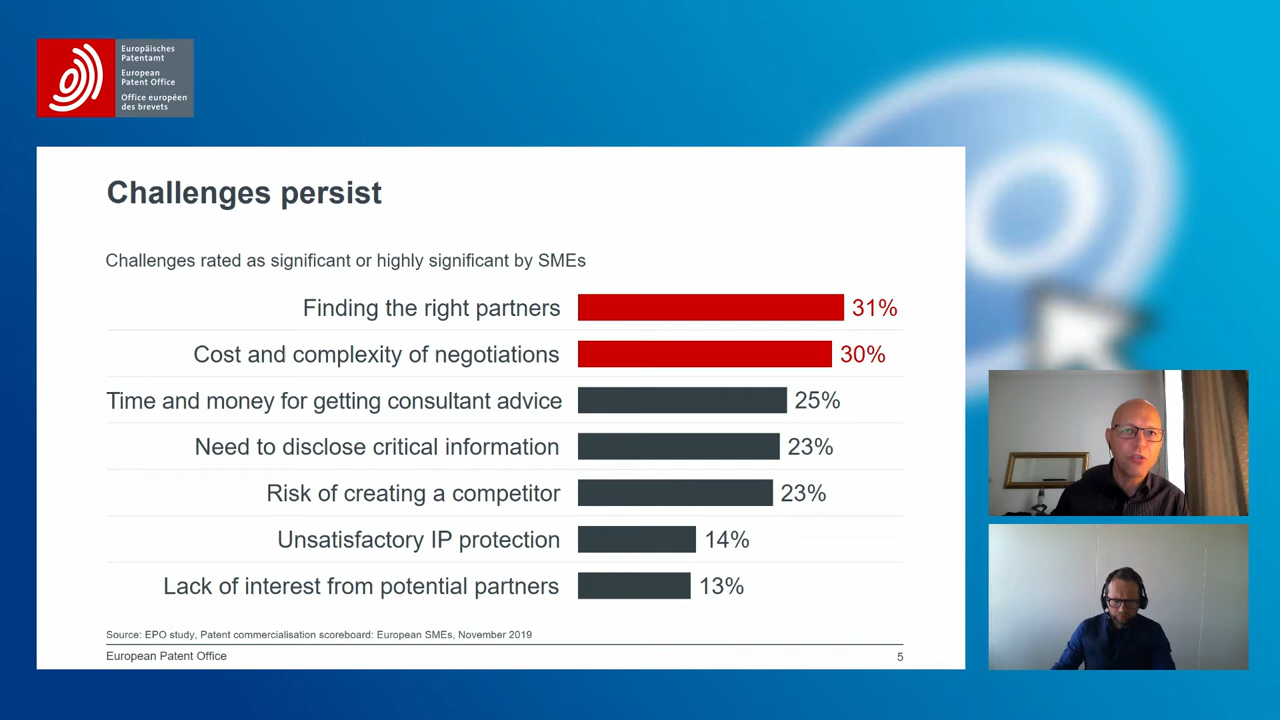 Europäisches
Patentamt
European
Patent Office
Office européen
des brevets
Challenges persist
Challenges rated as significant or highly significant by SMEs
Finding the right partners 31%
Cost and complexity of negotiations 30%
Time and money for getting consultant advice 25%
Need to disclose critical information 23%
Risk of creating a competitor 23%
Unsatisfactory IP protection 14%
Lack of interest from potential partners 13%
Source: EPO study, Patent commercialisation scoreboard: European SMEs, November 2019
European Patent Office 5